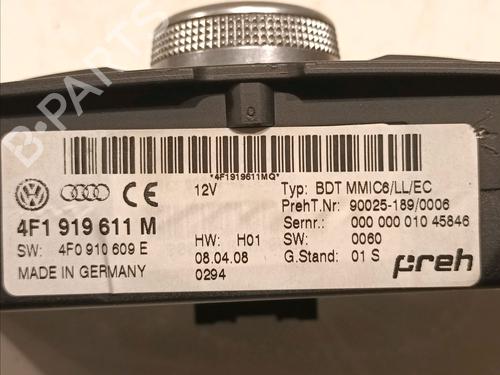 B-PARTS
*4F1919611MQ*
CE 12V Typ: BDT MMIC6/LL/EC
4F1 919 611 M PrehT.Nr: 90025-189/0006
Sernr.: 000 000 010 45846
SW: 4F0 910 609 E HW: H01 SW: 0060
08.04.08 G.Stand: 01 S
MADE IN GERMANY 0294 preh